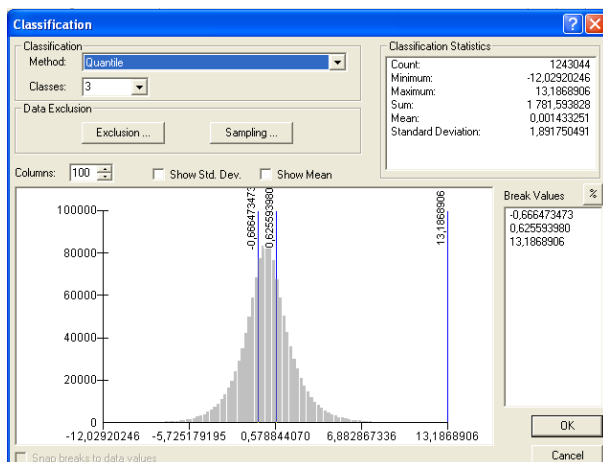 Classification
Classification
Method: Quantile
Classes: 3
Data Exclusion
Exclusion ...
Sampling ...
Classification Statistics
Count: 1243044
Minimum: -12,02920246
Maximum: 13,1868906
Sum: 1 781,593828
Mean: 0,001433251
Standard Deviation: 1,891750491
Columns: 100
Show Std. Dev.
Show Mean
Break Values
%
-0,666473473
0,625593980
13,1868906
-0,666473473
0,625593980
13,1868906
100000
80000
60000
40000
20000
0
-12,02920246
-5,725179195
0,578844070
6,882867336
13,1868906
OK
Cancel
Snap breaks to data values